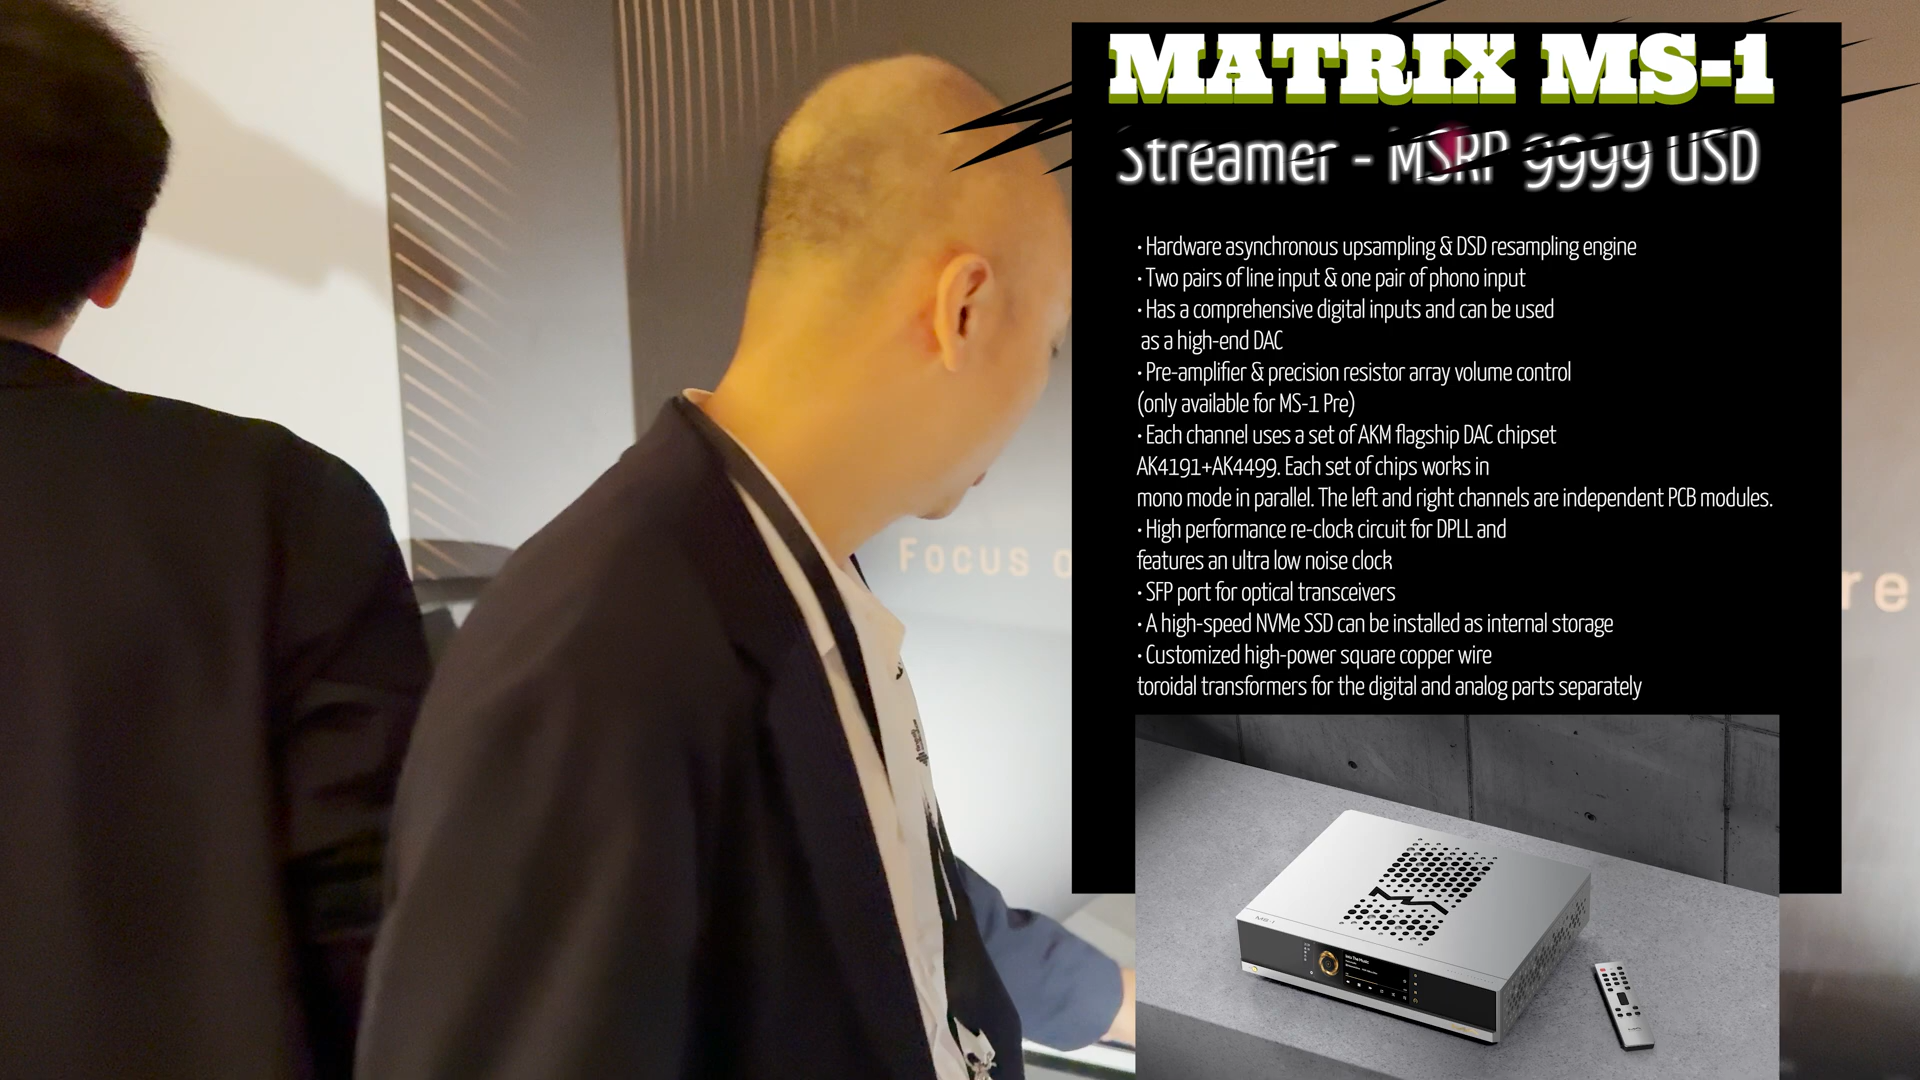 MATRIX MS-1
Streamer - MSRP 9999 USD
· Hardware asynchronous upsampling & DSD resampling engine
· Two pairs of line input & one pair of phono input
· Has a comprehensive digital inputs and can be used
as a high-end DAC
· Pre-amplifier & precision resistor array volume control
(only available for MS-1 Pre)
· Each channel uses a set of AKM flagship DAC chipset
AK4191+AK4499. Each set of chips works in
mono mode in parallel. The left and right channels are independent PCB modules.
· High performance re-clock circuit for DPLL and
features an ultra low noise clock
· SFP port for optical transceivers
· A high-speed NVMe SSD can be installed as internal storage
· Customized high-power square copper wire
toroidal transformers for the digital and analog parts separately
Focus
re
MS-1